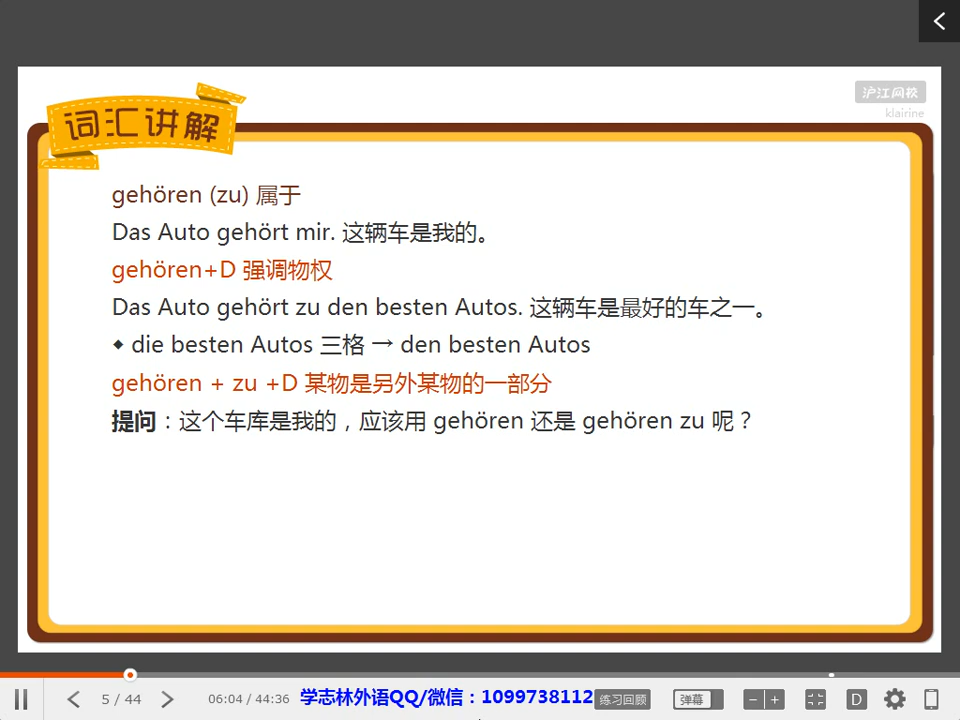 词汇讲解
沪江网校
klairine
gehören (zu) 属于
Das Auto gehört mir. 这辆车是我的。
gehören+D 强调物权
Das Auto gehört zu den besten Autos. 这辆车是最好的车之一。
◆ die besten Autos 三格 → den besten Autos
gehören + zu +D 某物是另外某物的一部分
提问：这个车库是我的，应该用 gehören 还是 gehören zu 呢？
5 / 44
06:04 / 44:36
学志林外语QQ/微信：1099738112
练习回顾
弹幕
D